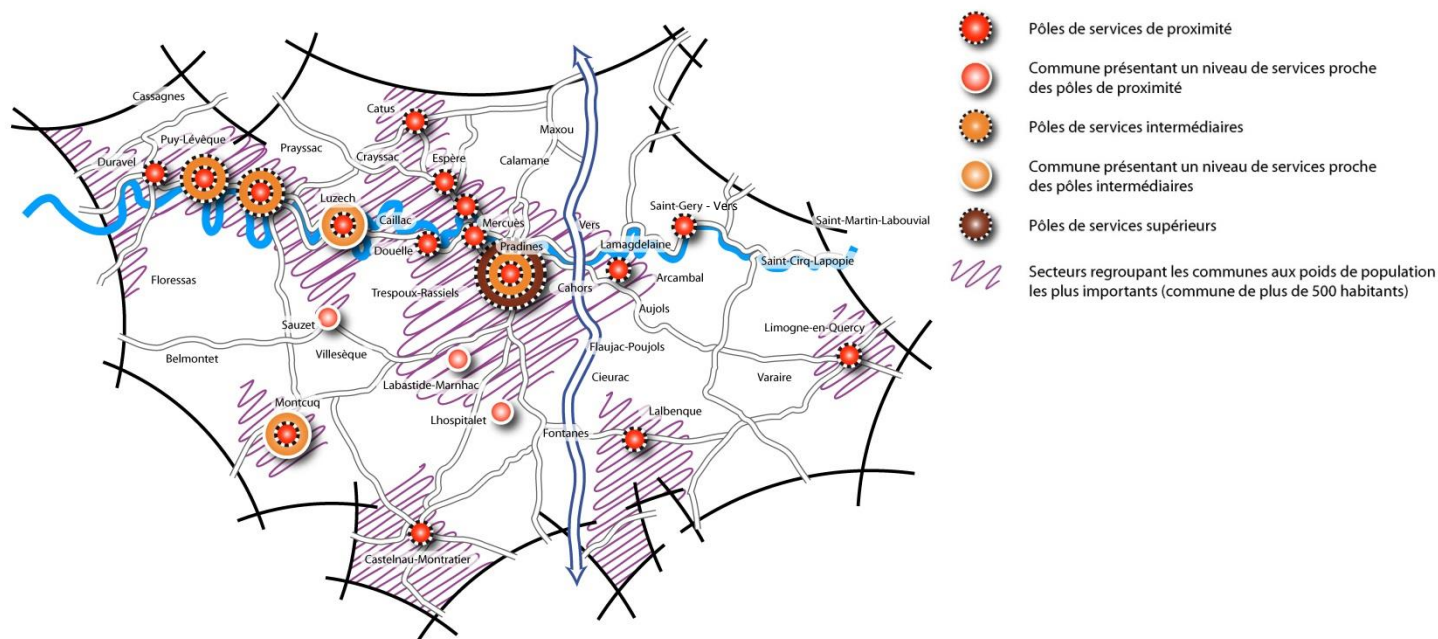 Cassagnes
Catus
Maxou
Puy-Lévêque
Prayssac
Crayssac
Espère
Calamane
Duravel
Luzech
Caillac
Mercuès
Vers
Saint-Gery - Vers
Saint-Martin-Labouvial
Douelle
Pradines
Lamagdelaine
Saint-Cirq-Lapopie
Floressas
Trespoux-Rassiels
Cahors
Arcambal
Aujols
Sauzet
Limogne-en-Quercy
Belmontet
Villesèque
Flaujac-Poujols
Labastide-Marnhac
Cieurac
Varaire
Montcuq
Lhospitalet
Lalbenque
Fontanes
Castelnau-Montratier
Pôles de services de proximité
Commune présentant un niveau de services proche
des pôles de proximité
Pôles de services intermédiaires
Commune présentant un niveau de services proche
des pôles intermédiaires
Pôles de services supérieurs
Secteurs regroupant les communes aux poids de population
les plus importants (commune de plus de 500 habitants)